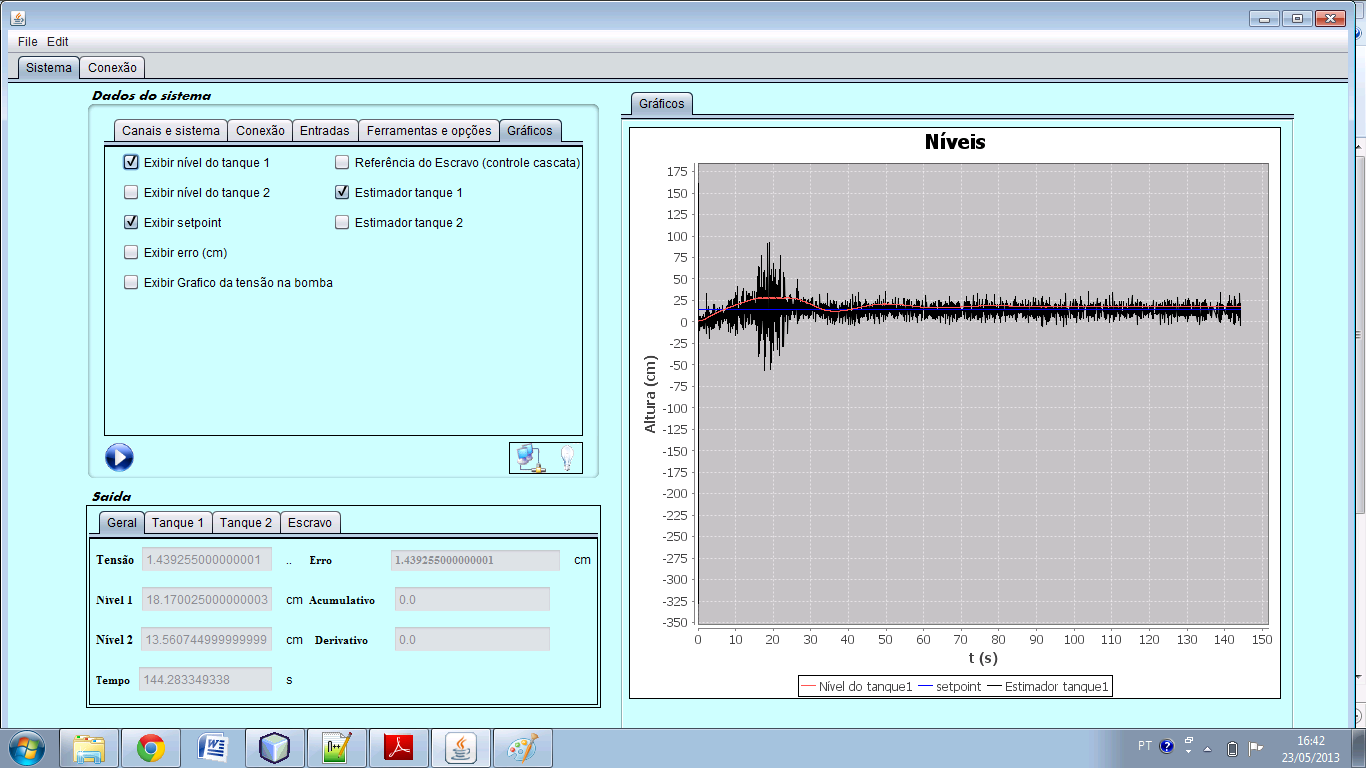 File Edit
Sistema Conexão
Dados do sistema
Canais e sistema Conexão Entradas Ferramentas e opções Gráficos
Exibir nível do tanque 1 Referência do Escravo (controle cascata)
Exibir nível do tanque 2 Estimador tanque 1
Exibir setpoint Estimador tanque 2
Exibir erro (cm)
Exibir Grafico da tensão na bomba
Saida
Geral Tanque 1 Tanque 2 Escravo
Tensão 1.439255000000001 .. Erro 1.439255000000001 cm
Nível 1 18.170025000000003 cm Acumulativo 0.0
Nível 2 13.560744999999999 cm Derivativo 0.0
Tempo 144.283349338 s
Gráficos
Níveis
175
150
125
100
75
50
25
0
-25
-50
-75
-100
-125
-150
-175
-200
-225
-250
-275
-300
-325
-350
Altura (cm)
0 10 20 30 40 50 60 70 80 90 100 110 120 130 140 150
t (s)
Nível do tanque1 setpoint Estimador tanque1
PT 16:42
23/05/2013